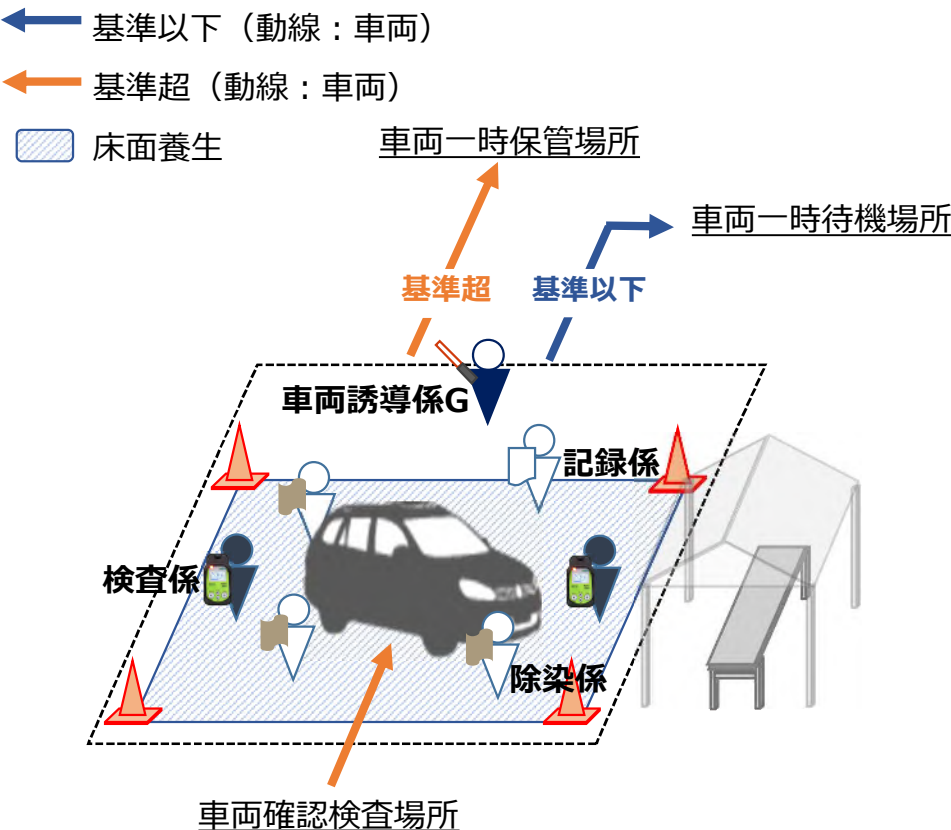 基準以下（動線：車両）
基準超（動線：車両）
床面養生
車両一時保管場所
車両一時待機場所
基準超
基準以下
車両誘導係G
記録係
検査係
除染係
車両確認検査場所